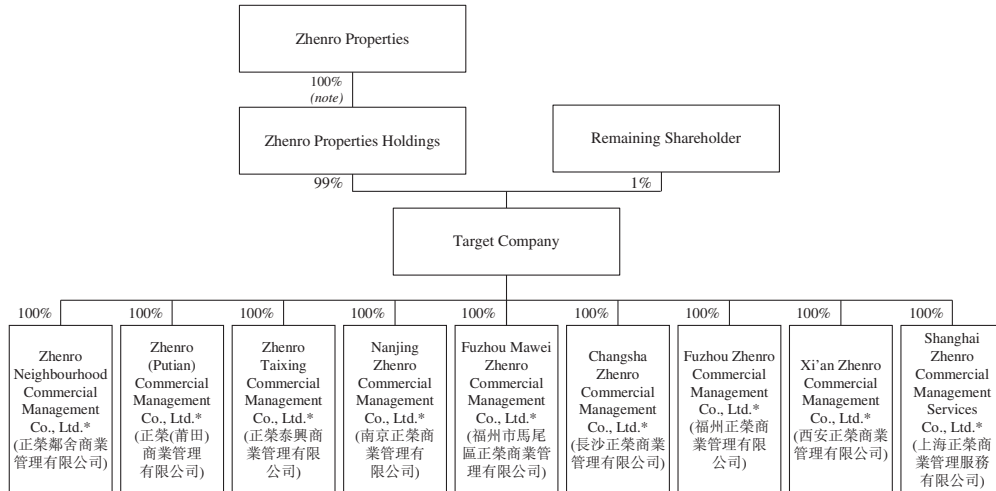 Zhenro Properties
100%
(note)
Zhenro Properties Holdings
Remaining Shareholder
99%
1%
Target Company
100%
100%
100%
100%
100%
100%
100%
100%
100%
Zhenro
Neighbourhood
Commercial
Management
Co., Ltd.*
(正榮鄰舍商業
管理有限公司)
Zhenro
(Putian)
Commercial
Management
Co., Ltd.*
(正榮(莆田)
商業管理
有限公司)
Zhenro
Taixing
Commercial
Management
Co., Ltd.*
(正榮泰興商
業管理有限
公司)
Nanjing
Zhenro
Commercial
Management
Co., Ltd.*
(南京正榮商
業管理有
限公司)
Fuzhou Mawei
Zhenro
Commercial
Management
Co., Ltd.*
(福州市馬尾
區正榮商業管
理有限公司)
Changsha
Zhenro
Commercial
Management
Co., Ltd.*
(長沙正榮商業
管理有限公司)
Fuzhou Zhenro
Commercial
Management
Co., Ltd.*
(福州正榮商
業管理有限
公司)
Xi'an Zhenro
Commercial
Management
Co., Ltd.*
(西安正榮商業
管理有限公司)
Shanghai
Zhenro
Commercial
Management
Services
Co., Ltd.*
(上海正榮商
業管理服務
有限公司)